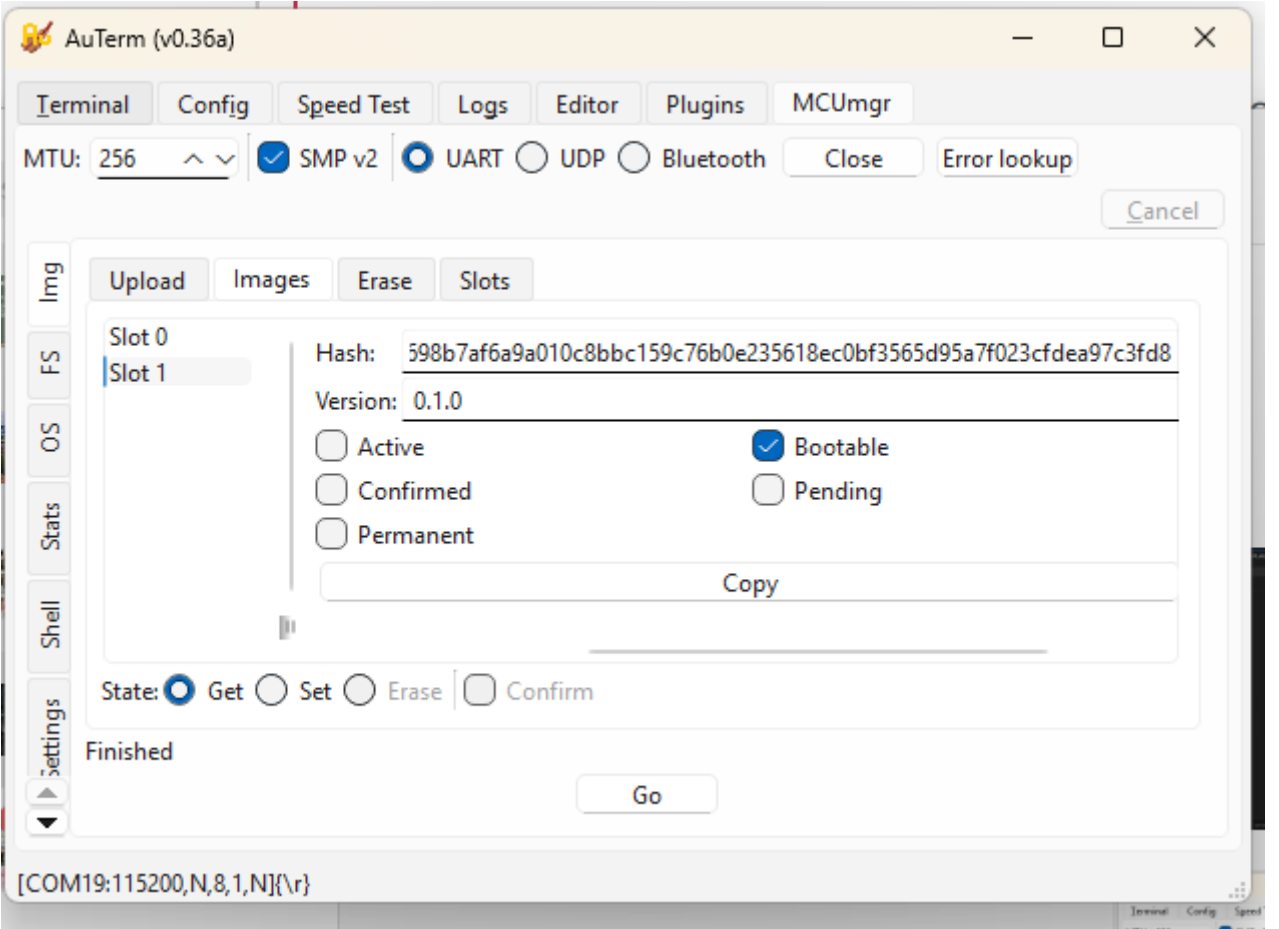 AuTerm (v0.36a)
Terminal Config Speed Test Logs Editor Plugins MCUmgr
MTU: 256 SMP v2 UART UDP Bluetooth Close Error lookup
Cancel
Img
FS
OS
Stats
Shell
Settings
Upload Images Erase Slots
Slot 0
Slot 1
Hash: 598b7af6a9a010c8bbc159c76b0e235618ec0bf3565d95a7f023cfdea97c3fd8
Version: 0.1.0
Active Bootable
Confirmed Pending
Permanent
Copy
State: Get Set Erase Confirm
Finished
Go
[COM19:115200,N,8,1,N]{\r}
Terminal Config Speed